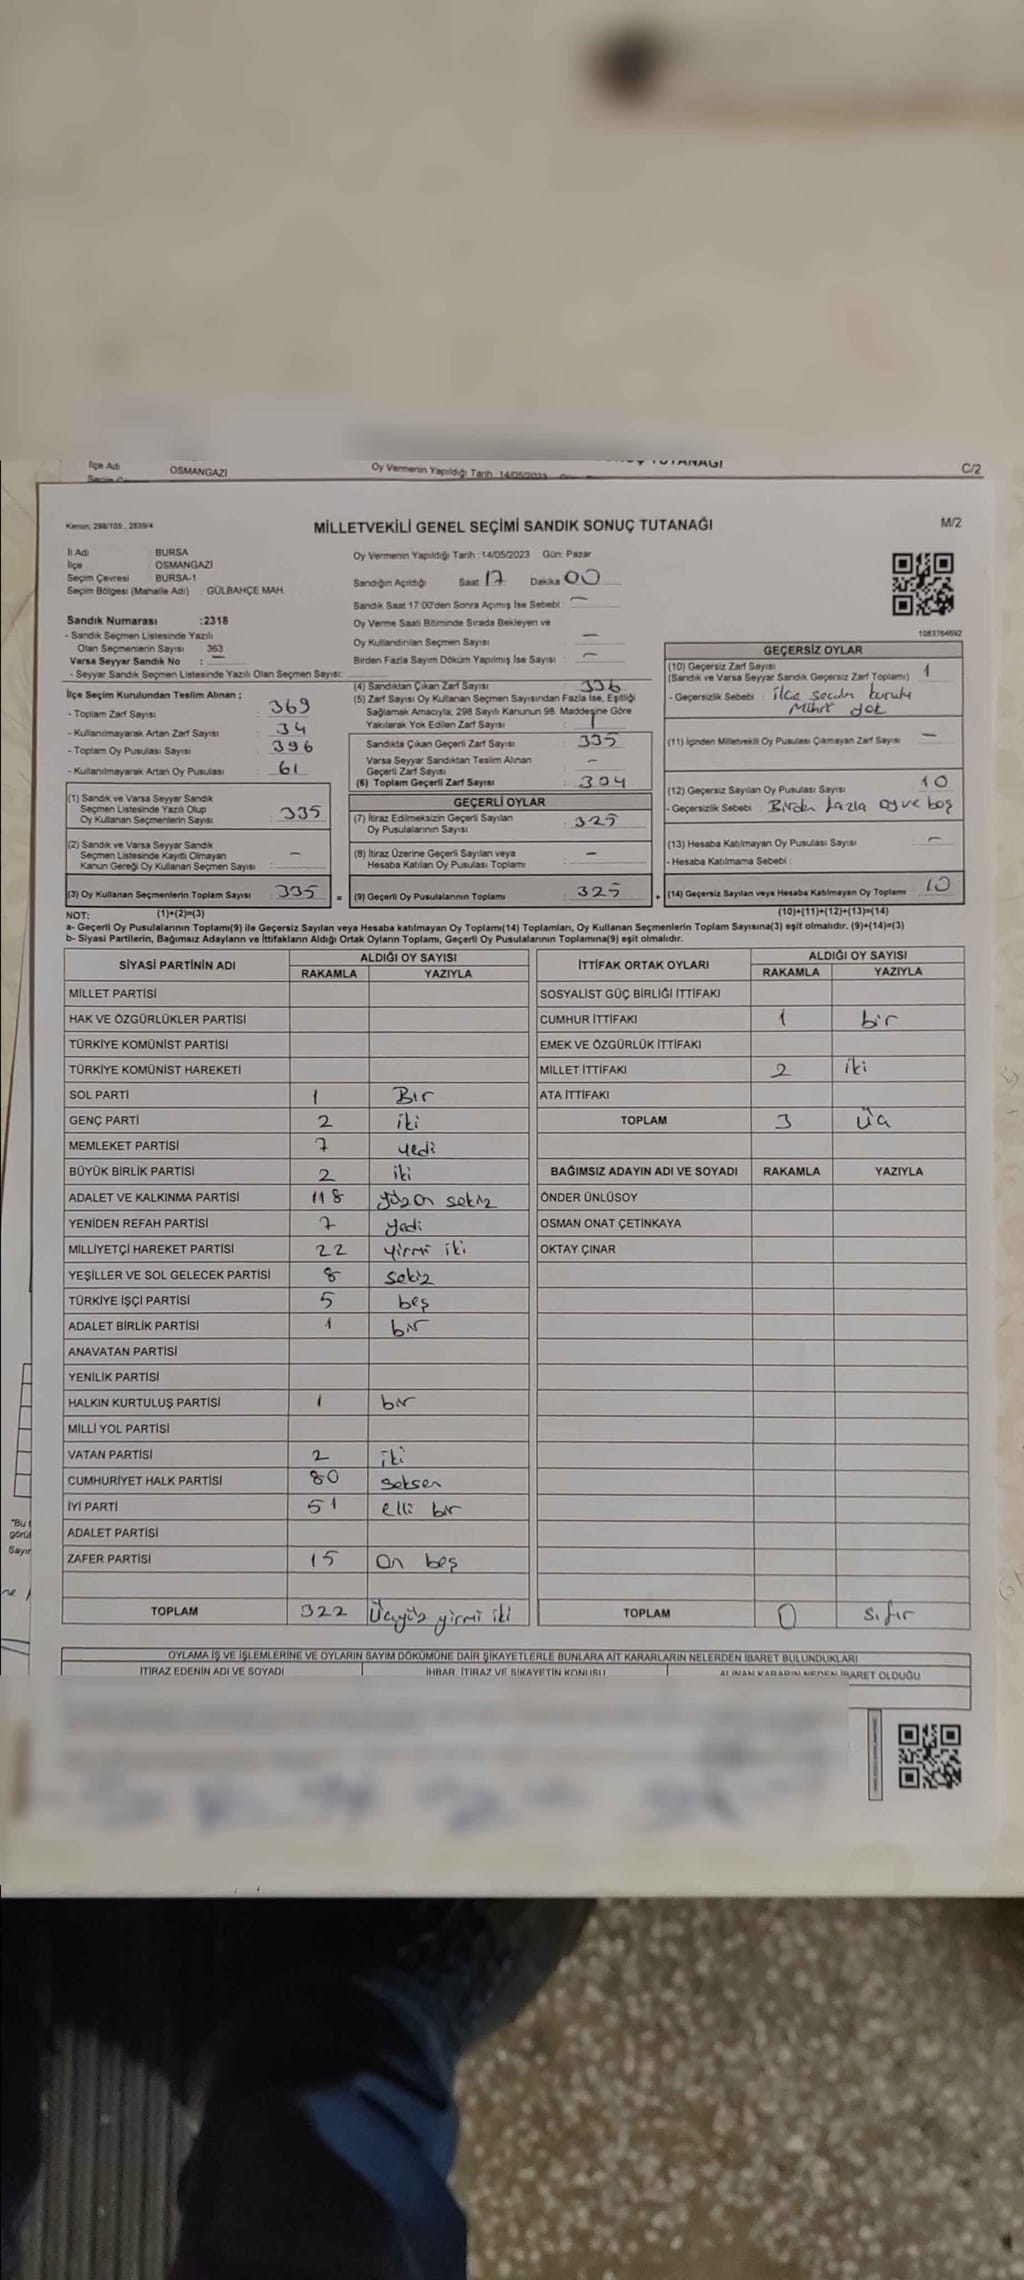 İlçe Adı OSMANGAZİ Oy Vermenin Yapıldığı Tarih :14/05/2023 TUTANAĞI C/2
Kanun: 298/105 , 2839/4 MİLLETVEKİLİ GENEL SEÇİMİ SANDIK SONUÇ TUTANAĞI M/2
İl Adı BURSA
İlçe OSMANGAZİ
Seçim Çevresi BURSA-1
Seçim Bölgesi (Mahalle Adı) : GÜLBAHÇE MAH.
Sandık Numarası :2318
- Sandık Seçmen Listesinde Yazılı
Olan Seçmenlerin Sayısı 363
Varsa Seyyar Sandık No : —
- Seyyar Sandık Seçmen Listesinde Yazılı Olan Seçmen Sayısı:
İlçe Seçim Kurulundan Teslim Alınan ;
- Toplam Zarf Sayısı : 369
- Kullanılmayarak Artan Zarf Sayısı : 34
- Toplam Oy Pusulası Sayısı : 396
- Kullanılmayarak Artan Oy Pusulası : 61
(1) Sandık ve Varsa Seyyar Sandık
Seçmen Listesinde Yazılı Olup
Oy Kullanan Seçmenlerin Sayısı : 335
(2) Sandık ve Varsa Seyyar Sandık
Seçmen Listesinde Kayıtlı Olmayan
Kanun Gereği Oy Kullanan Seçmen Sayısı : –
(3) Oy Kullanan Seçmenlerin Toplam Sayısı : 335 =
Oy Vermenin Yapıldığı Tarih :14/05/2023 Gün: Pazar
Sandığın Açıldığı Saat 17 Dakika 00
Sandık Saat 17:00'den Sonra Açılmış İse Sebebi : —
Oy Verme Saati Bitiminde Sırada Bekleyen ve
Oy Kullandırılan Seçmen Sayısı : —
Birden Fazla Sayım Döküm Yapılmış İse Sayısı : —
(4) Sandıktan Çıkan Zarf Sayısı : 336
(5) Zarf Sayısı Oy Kullanan Seçmen Sayısından Fazla İse, Eşitliği
Sağlamak Amacıyla, 298 Sayılı Kanunun 98. Maddesine Göre
Yakılarak Yok Edilen Zarf Sayısı : 1
Sandıkta Çıkan Geçerli Zarf Sayısı : 335
Varsa Seyyar Sandıktan Teslim Alınan
Geçerli Zarf Sayısı : –
(6) Toplam Geçerli Zarf Sayısı : 334
GEÇERLİ OYLAR
(7) İtiraz Edilmeksizin Geçerli Sayılan
Oy Pusulalarının Sayısı : 325
(8) İtiraz Üzerine Geçerli Sayılan veya
Hesaba Katılan Oy Pusulası Toplamı : –
(9) Geçerli Oy Pusulalarının Toplamı : 325 +
1083764692
GEÇERSİZ OYLAR
(10) Geçersiz Zarf Sayısı
(Sandık ve Varsa Seyyar Sandık Geçersiz Zarf Toplamı) : 1
- Geçersizlik Sebebi : ilçe seçim kurulu
Mührü yok
(11) İçinden Milletvekili Oy Pusulası Çıkmayan Zarf Sayısı –
(12) Geçersiz Sayılan Oy Pusulası Sayısı 10
- Geçersizlik Sebebi : Birden fazla oy ve boş
(13) Hesaba Katılmayan Oy Pusulası Sayısı : –
- Hesaba Katılmama Sebebi :
(14) Geçersiz Sayılan veya Hesaba Katılmayan Oy Toplamı : 10
NOT: (1)+(2)=(3) (10)+(11)+(12)+(13)=(14)
a- Geçerli Oy Pusulalarının Toplamı(9) ile Geçersiz Sayılan veya Hesaba katılmayan Oy Toplamı(14) Toplamları, Oy Kullanan Seçmenlerin Toplam Sayısına(3) eşit olmalıdır. (9)+(14)=(3)
b- Siyasi Partilerin, Bağımsız Adayların ve İttifakların Aldığı Ortak Oyların Toplamı, Geçerli Oy Pusulalarının Toplamına(9) eşit olmalıdır.
SİYASİ PARTİNİN ADI ALDIĞI OY SAYISI
RAKAMLA YAZIYLA
MİLLET PARTİSİ
HAK VE ÖZGÜRLÜKLER PARTİSİ
TÜRKİYE KOMÜNİST PARTİSİ
TÜRKİYE KOMÜNİST HAREKETİ
SOL PARTİ 1 Bır
GENÇ PARTİ 2 iki
MEMLEKET PARTİSİ 7 yedi
BÜYÜK BİRLİK PARTİSİ 2 iki
ADALET VE KALKINMA PARTİSİ 118 yüz on sekiz
YENİDEN REFAH PARTİSİ 7 yedi
MİLLİYETÇİ HAREKET PARTİSİ 22 yirmi iki
YEŞİLLER VE SOL GELECEK PARTİSİ 8 sekiz
TÜRKİYE İŞÇİ PARTİSİ 5 beş
ADALET BİRLİK PARTİSİ 1 bir
ANAVATAN PARTİSİ
YENİLİK PARTİSİ
HALKIN KURTULUŞ PARTİSİ 1 bir
MİLLİ YOL PARTİSİ
VATAN PARTİSİ 2 iki
CUMHURİYET HALK PARTİSİ 80 seksen
İYİ PARTİ 51 elli bir
ADALET PARTİSİ
ZAFER PARTİSİ 15 on beş
TOPLAM 322 Üçyüz yirmi iki
İTTİFAK ORTAK OYLARI ALDIĞI OY SAYISI
RAKAMLA YAZIYLA
SOSYALİST GÜÇ BİRLİĞİ İTTİFAKI
CUMHUR İTTİFAKI 1 bir
EMEK VE ÖZGÜRLÜK İTTİFAKI
MİLLET İTTİFAKI 2 iki
ATA İTTİFAKI
TOPLAM 3 üç
BAĞIMSIZ ADAYIN ADI VE SOYADI RAKAMLA YAZIYLA
ÖNDER ÜNLÜSOY
OSMAN ONAT ÇETİNKAYA
OKTAY ÇINAR
TOPLAM 0 sıfır
OYLAMA İŞ VE İŞLEMLERİNE VE OYLARIN SAYIM DÖKÜMÜNE DAİR ŞİKAYETLERLE BUNLARA AİT KARARLARIN NELERDEN İBARET BULUNDUKLARI
İTİRAZ EDENİN ADI VE SOYADI İHBAR, İTİRAZ VE ŞİKAYETİN KONUSU ALINAN KARARIN NEDEN İBARET OLDUĞU